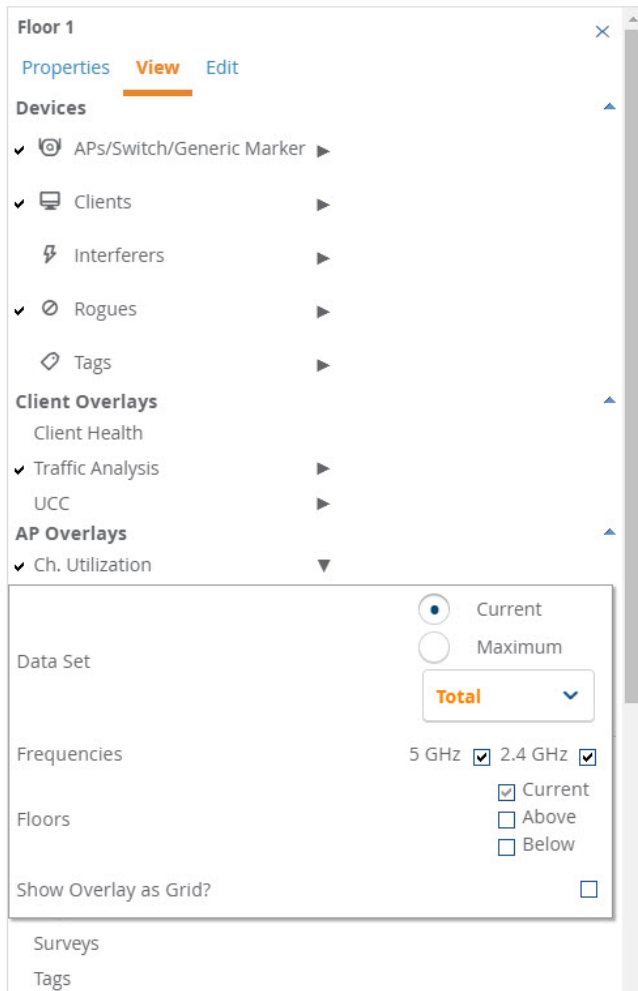 Floor 1
Properties View Edit
Devices
APs/Switch/Generic Marker
Clients
Interferers
Rogues
Tags
Client Overlays
Client Health
Traffic Analysis
UCC
AP Overlays
Ch. Utilization
Current
Maximum
Data Set
Total
Frequencies 5 GHz 2.4 GHz
Current
Floors Above
Below
Show Overlay as Grid?
Surveys
Tags